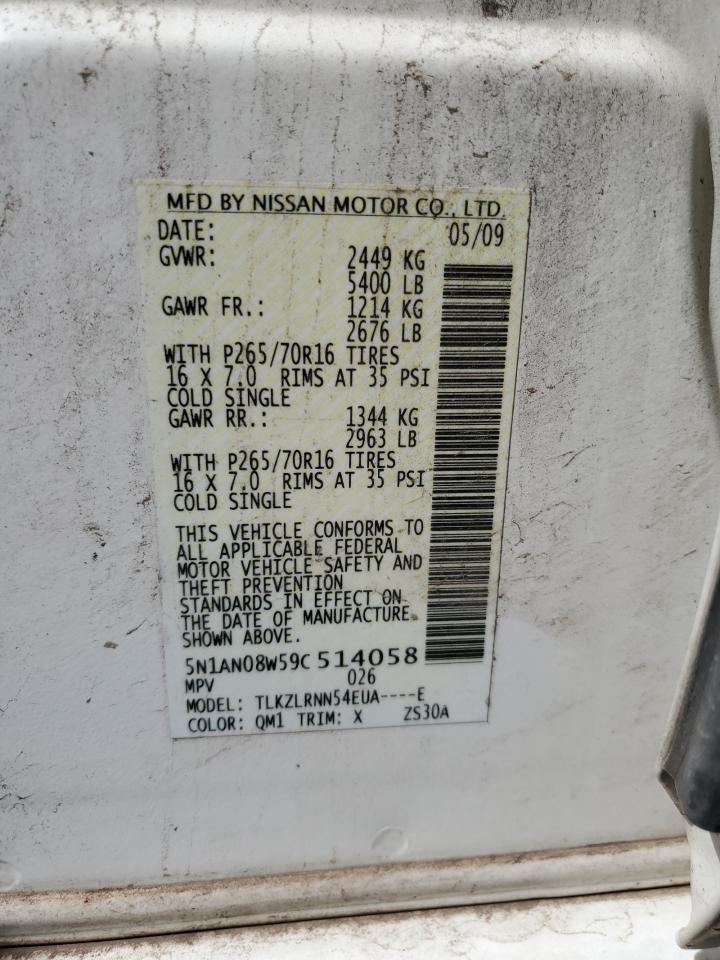 MFD BY NISSAN MOTOR CO., LTD.
DATE: 05/09
GVWR: 2449 KG
5400 LB
GAWR FR.: 1214 KG
2676 LB
WITH P265/70R16 TIRES
16 X 7.0 RIMS AT 35 PSI
COLD SINGLE
GAWR RR.: 1344 KG
2963 LB
WITH P265/70R16 TIRES
16 X 7.0 RIMS AT 35 PSI
COLD SINGLE
THIS VEHICLE CONFORMS TO
ALL APPLICABLE FEDERAL
MOTOR VEHICLE SAFETY AND
THEFT PREVENTION
STANDARDS IN EFFECT ON
THE DATE OF MANUFACTURE
SHOWN ABOVE.
5N1AN08W59C 514058
MPV 026
MODEL: TLKZLRNN54EUA----E
COLOR: QM1 TRIM: X ZS30A